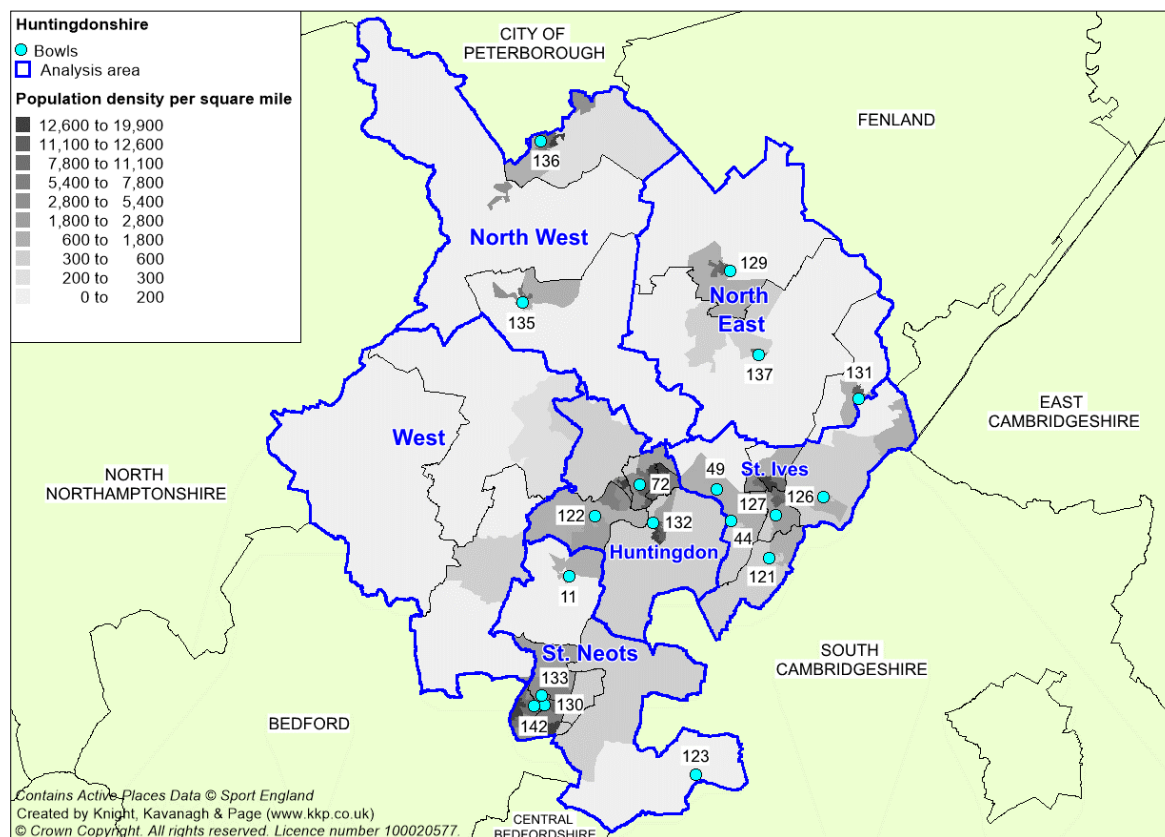 Huntingdonshire
Bowls
Analysis area
Population density per square mile
12,600 to 19,900
11,100 to 12,600
7,800 to 11,100
5,400 to 7,800
2,800 to 5,400
1,800 to 2,800
600 to 1,800
300 to 600
200 to 300
0 to 200
CITY OF
PETERBOROUGH
FENLAND
136
North West
129
North
East
135
137
131
EAST
CAMBRIDGESHIRE
West
NORTH
NORTHAMPTONSHIRE
49
St. Ives
72
127
126
122
132
44
Huntingdon
121
11
St. Neots
SOUTH
CAMBRIDGESHIRE
133
130
142
BEDFORD
123
CENTRAL
BEDFORDSHIRE
Contains Active Places Data © Sport England
Created by Knight, Kavanagh & Page (www.kkp.co.uk)
© Crown Copyright. All rights reserved. Licence number 100020577.